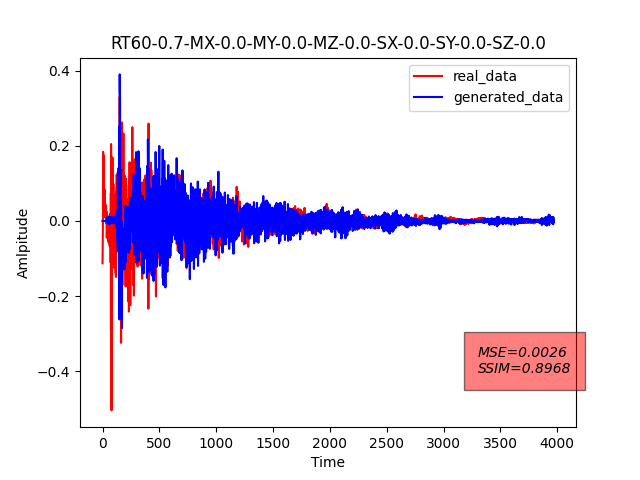 RT60-0.7-MX-0.0-MY-0.0-MZ-0.0-SX-0.0-SY-0.0-SZ-0.0
real_data
generated_data
0.4
0.2
0.0
−0.2
−0.4
Amlpitude
MSE=0.0026
SSIM=0.8968
0 500 1000 1500 2000 2500 3000 3500 4000
Time